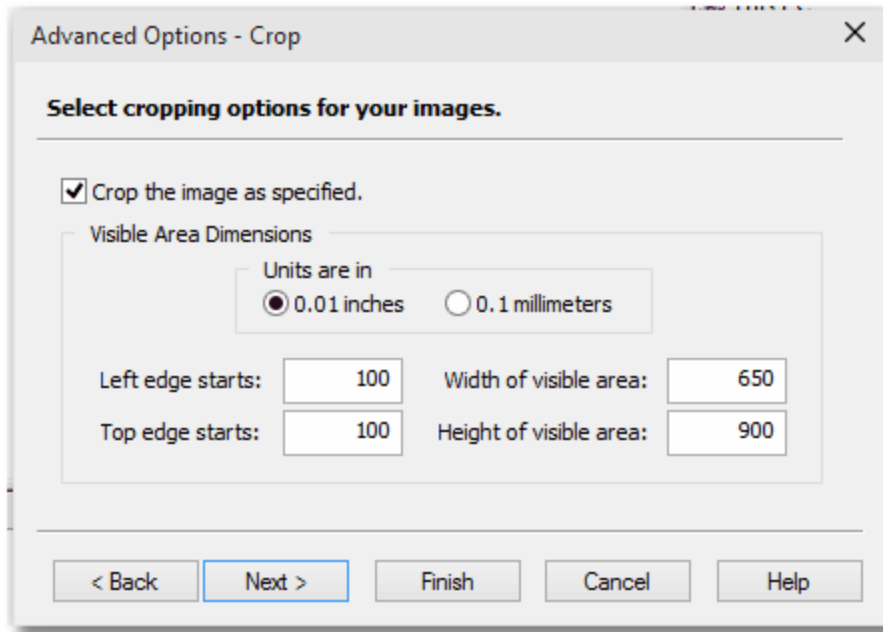 Advanced Options - Crop
Select cropping options for your images.
Crop the image as specified.
Visible Area Dimensions
Units are in
0.01 inches
0.1 millimeters
Left edge starts: 100
Width of visible area: 650
Top edge starts: 100
Height of visible area: 900
< Back
Next >
Finish
Cancel
Help